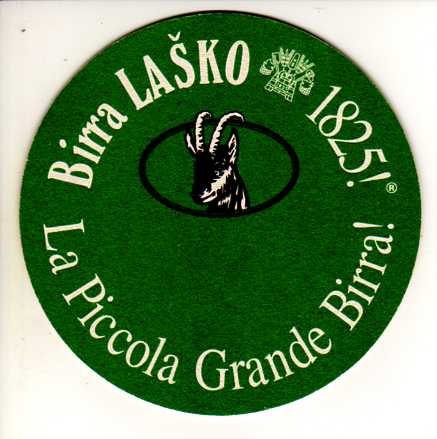 Birra LAŠKO 1825! ®
La Piccola Grande Birra!